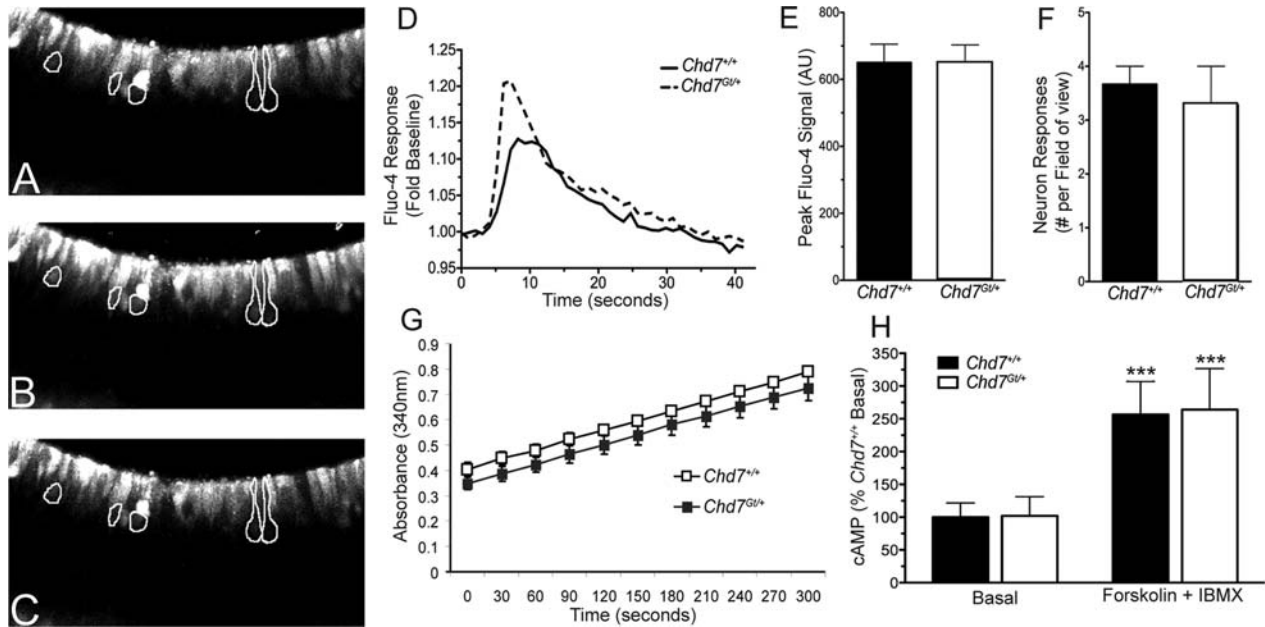 A
B
C
D
Fluo-4 Response
(Fold Baseline)
1.25
1.20
1.15
1.10
1.05
1.00
0.95
0
10
20
30
40
Time (seconds)
Chd7+/+
Chd7Gt/+
E
Peak Fluo-4 Signal (AU)
800
600
400
200
0
Chd7+/+
Chd7Gt/+
F
Neuron Responses
(# per Field of view)
5
4
3
2
1
0
Chd7+/+
Chd7Gt/+
G
Absorbance (340nm)
0.9
0.8
0.7
0.6
0.5
0.4
0.3
0.2
0.1
0
0 30 60 90 120 150 180 210 240 270 300
Time (seconds)
Chd7+/+
Chd7Gt/+
H
cAMP (% Chd7+/+ Basal)
350
300
250
200
150
100
50
0
Chd7+/+
Chd7Gt/+
***
***
Basal
Forskolin + IBMX